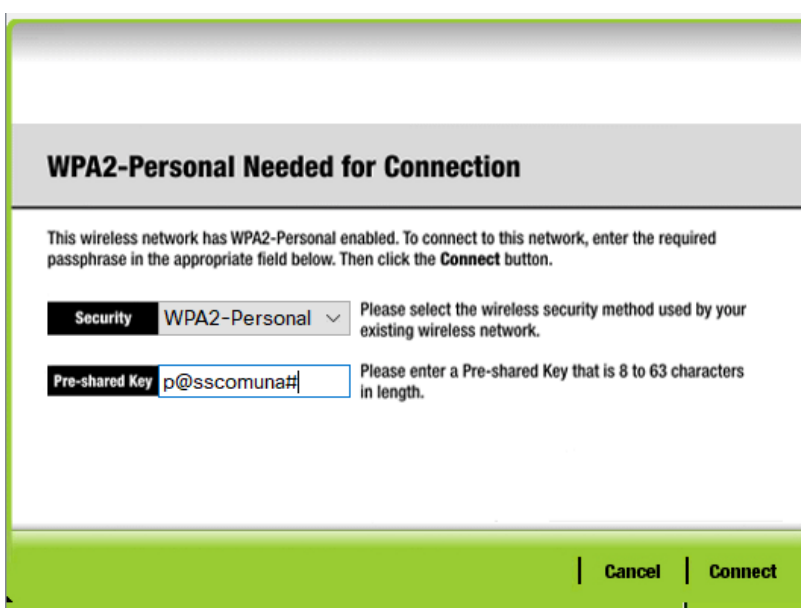 WPA2-Personal Needed for Connection
This wireless network has WPA2-Personal enabled. To connect to this network, enter the required
passphrase in the appropriate field below. Then click the Connect button.
Security WPA2-Personal Please select the wireless security method used by your
existing wireless network.
Pre-shared Key p@sscomuna# Please enter a Pre-shared Key that is 8 to 63 characters
in length.
Cancel Connect